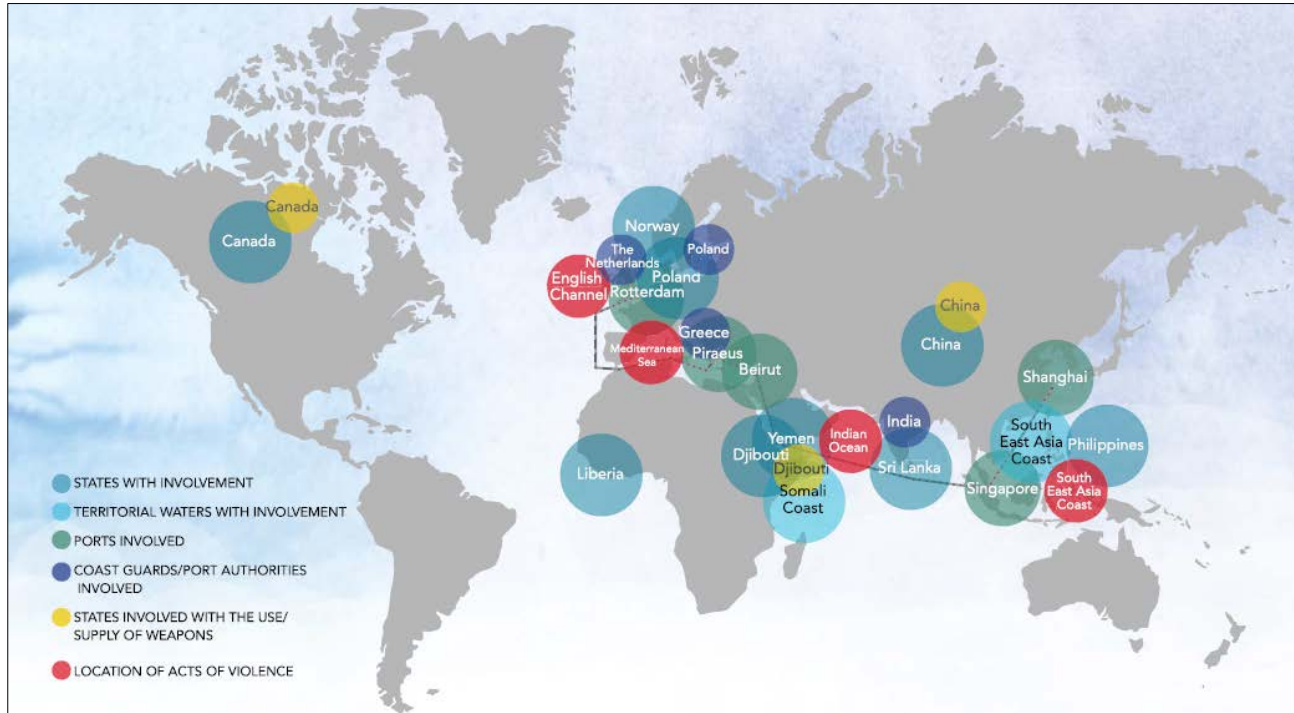 Canada
Canada
Norway
The
Netherlands
Poland
Poland
English
Channel
Rotterdam
Greece
Mediterranean
Sea
Piraeus
Beirut
China
China
Shanghai
India
South
East Asia
Coast
Philippines
Yemen
Indian
Ocean
Djibouti
Djibouti
Sri Lanka
Liberia
Somali
Coast
Singapore
South
East Asia
Coast
STATES WITH INVOLVEMENT
TERRITORIAL WATERS WITH INVOLVEMENT
PORTS INVOLVED
COAST GUARDS/PORT AUTHORITIES
INVOLVED
STATES INVOLVED WITH THE USE/
SUPPLY OF WEAPONS
LOCATION OF ACTS OF VIOLENCE